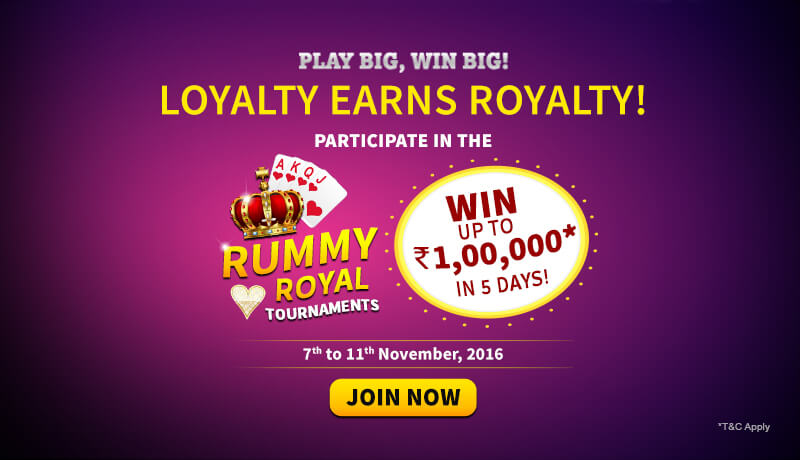 PLAY BIG, WIN BIG!
LOYALTY EARNS ROYALTY!
PARTICIPATE IN THE
A K Q J
RUMMY
ROYAL
TOURNAMENTS
WIN
UP TO
₹1,00,000*
IN 5 DAYS!
7th to 11th November, 2016
JOIN NOW
*T&C Apply